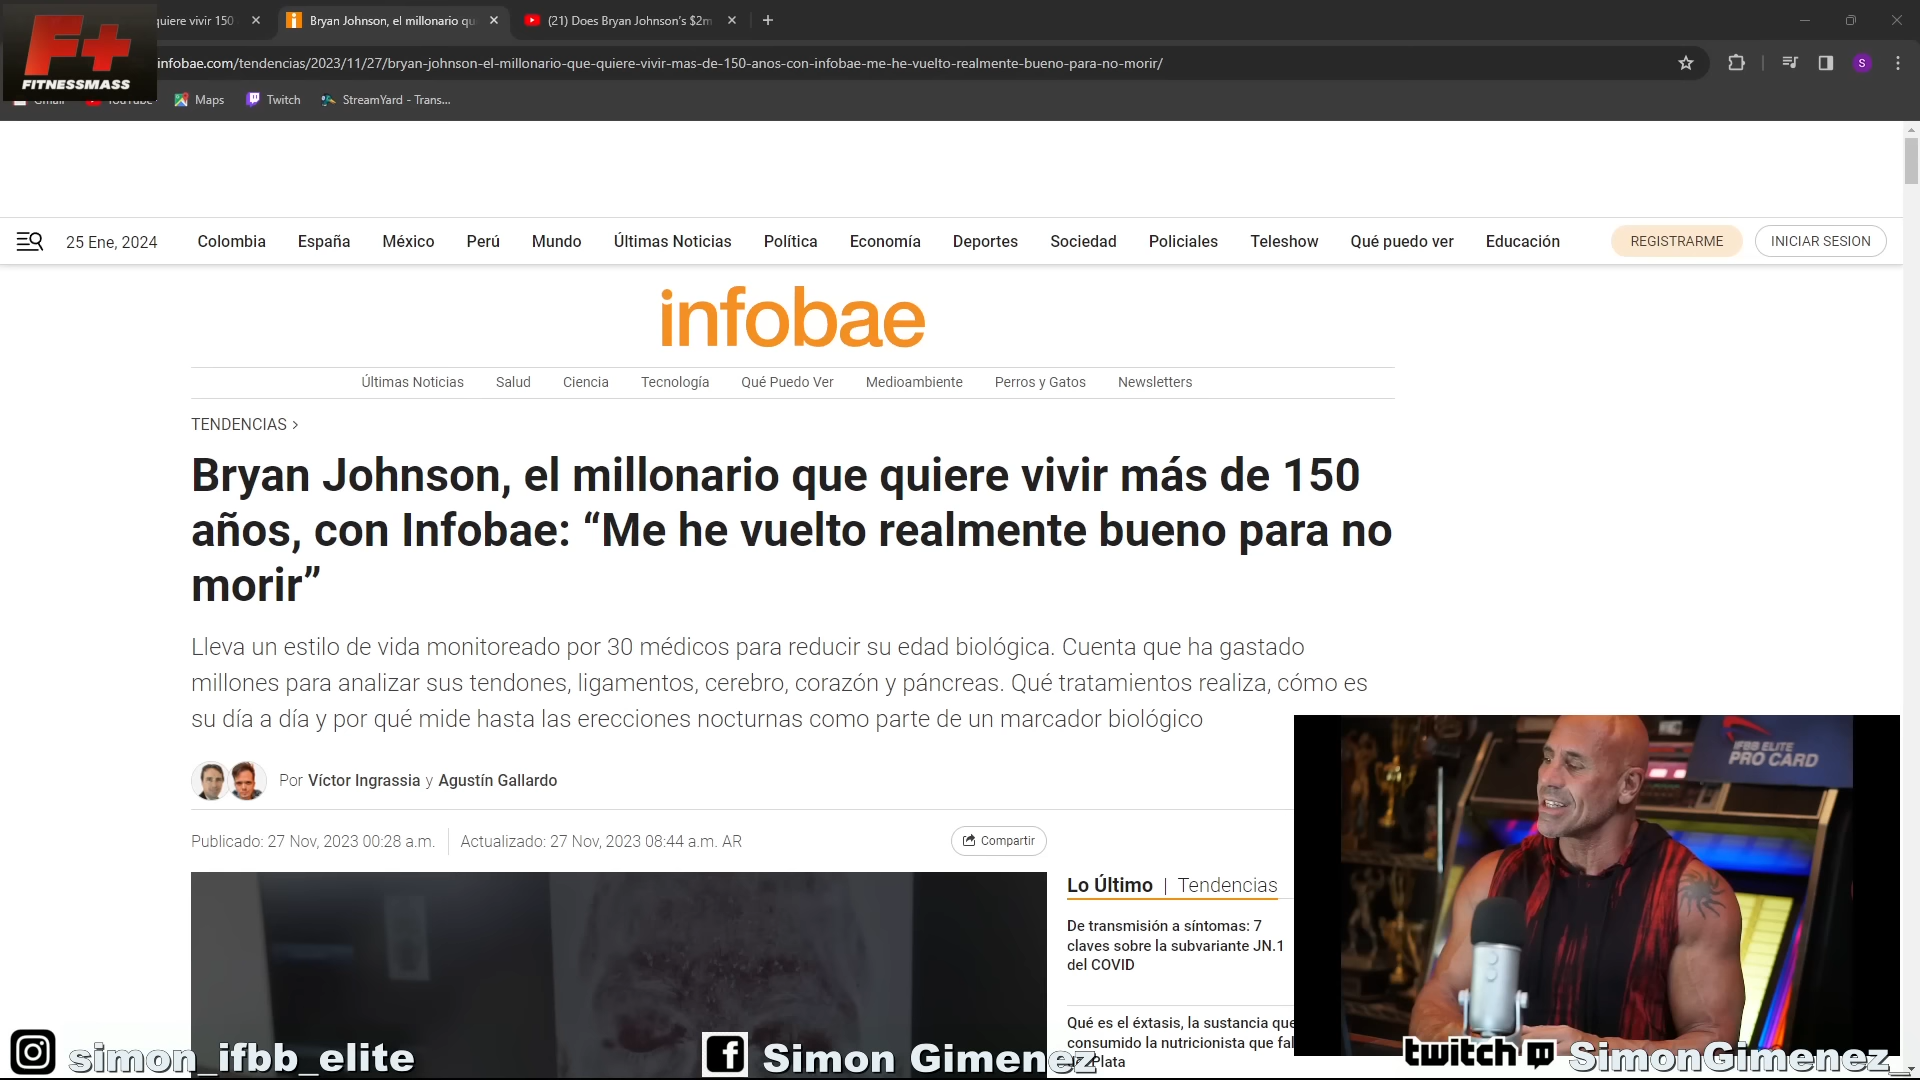 F+
FITNESSMASS
quiere vivir 150
Bryan Johnson, el millonario qu
(21) Does Bryan Johnson's $2m
infobae.com/tendencias/2023/11/27/bryan-johnson-el-millonario-que-quiere-vivir-mas-de-150-anos-con-infobae-me-he-vuelto-realmente-bueno-para-no-morir/
S
Gmail
YouTube
Maps
Twitch
StreamYard - Trans...
25 Ene, 2024
Colombia
España
México
Perú
Mundo
Últimas Noticias
Política
Economía
Deportes
Sociedad
Policiales
Teleshow
Qué puedo ver
Educación
REGISTRARME
INICIAR SESION
infobae
Últimas Noticias
Salud
Ciencia
Tecnología
Qué Puedo Ver
Medioambiente
Perros y Gatos
Newsletters
TENDENCIAS >
Bryan Johnson, el millonario que quiere vivir más de 150
años, con Infobae: “Me he vuelto realmente bueno para no
morir”
Lleva un estilo de vida monitoreado por 30 médicos para reducir su edad biológica. Cuenta que ha gastado
millones para analizar sus tendones, ligamentos, cerebro, corazón y páncreas. Qué tratamientos realiza, cómo es
su día a día y por qué mide hasta las erecciones nocturnas como parte de un marcador biológico
Por Víctor Ingrassia y Agustín Gallardo
Publicado: 27 Nov, 2023 00:28 a.m.
Actualizado: 27 Nov, 2023 08:44 a.m. AR
Compartir
Lo Último | Tendencias
De transmisión a síntomas: 7
claves sobre la subvariante JN.1
del COVID
Qué es el éxtasis, la sustancia que
consumido la nutricionista que fal
Plata
IFBB ELITE
PRO CARD
simon_ifbb_elite
Simon Gimenez
twitch
SimonGimenez_